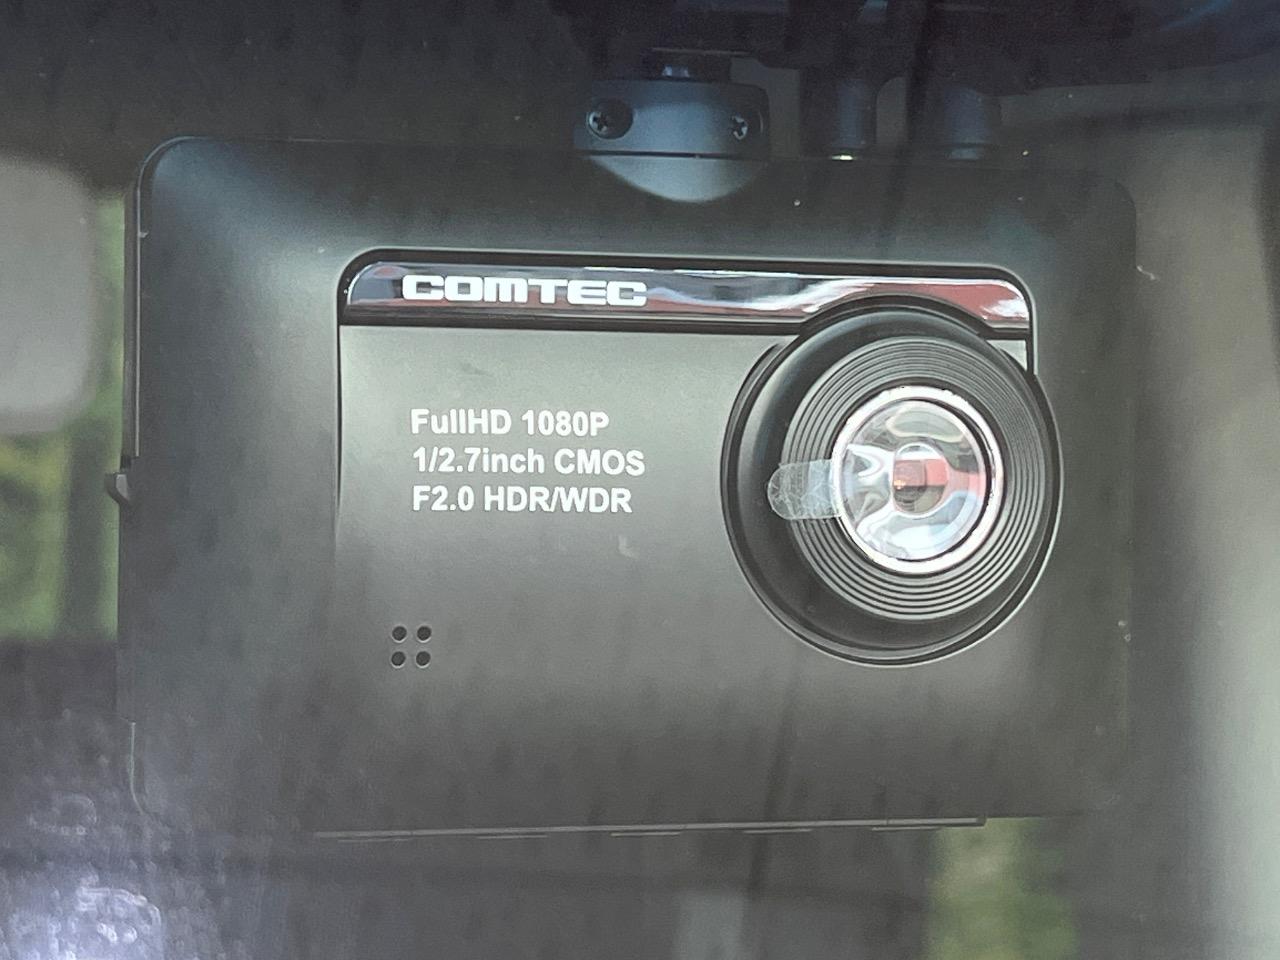 COMTEC
FullHD 1080P
1/2.7inch CMOS
F2.0 HDR/WDR